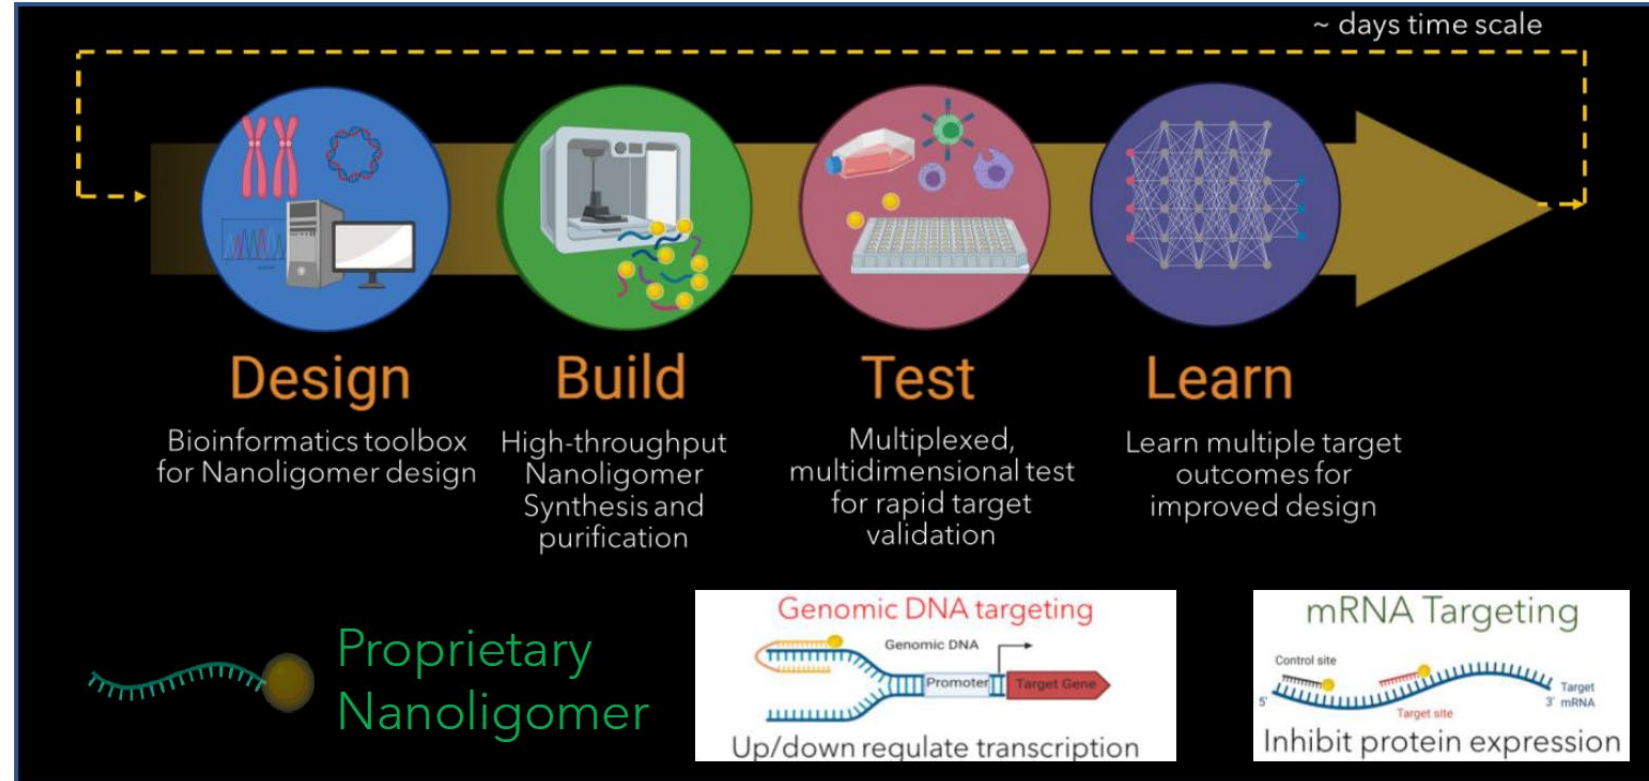 ~ days time scale
Design
Bioinformatics toolbox
for Nanoligomer design
Build
High-throughput
Nanoligomer
Synthesis and
purification
Test
Multiplexed,
multidimensional test
for rapid target
validation
Learn
Learn multiple target
outcomes for
improved design
Proprietary
Nanoligomer
Genomic DNA targeting
Genomic DNA
Promoter
Target Gene
Up/down regulate transcription
mRNA Targeting
Control site
5'
Target site
3'
Target
mRNA
Inhibit protein expression